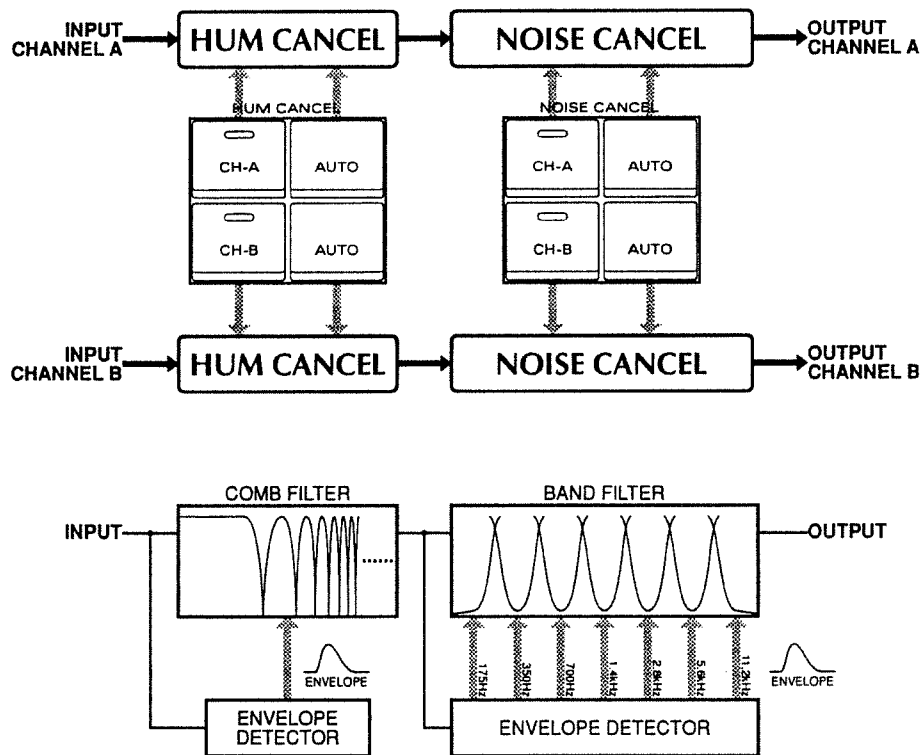 INPUT
CHANNEL A
HUM CANCEL
NOISE CANCEL
OUTPUT
CHANNEL A
HUM CANCEL
CH-A
AUTO
CH-B
AUTO
NOISE CANCEL
CH-A
AUTO
CH-B
AUTO
INPUT
CHANNEL B
HUM CANCEL
NOISE CANCEL
OUTPUT
CHANNEL B
COMB FILTER
BAND FILTER
INPUT
OUTPUT
ENVELOPE
175Hz
350Hz
700Hz
1.4kHz
2.8kHz
5.6kHz
11.2kHz
ENVELOPE
ENVELOPE
DETECTOR
ENVELOPE DETECTOR